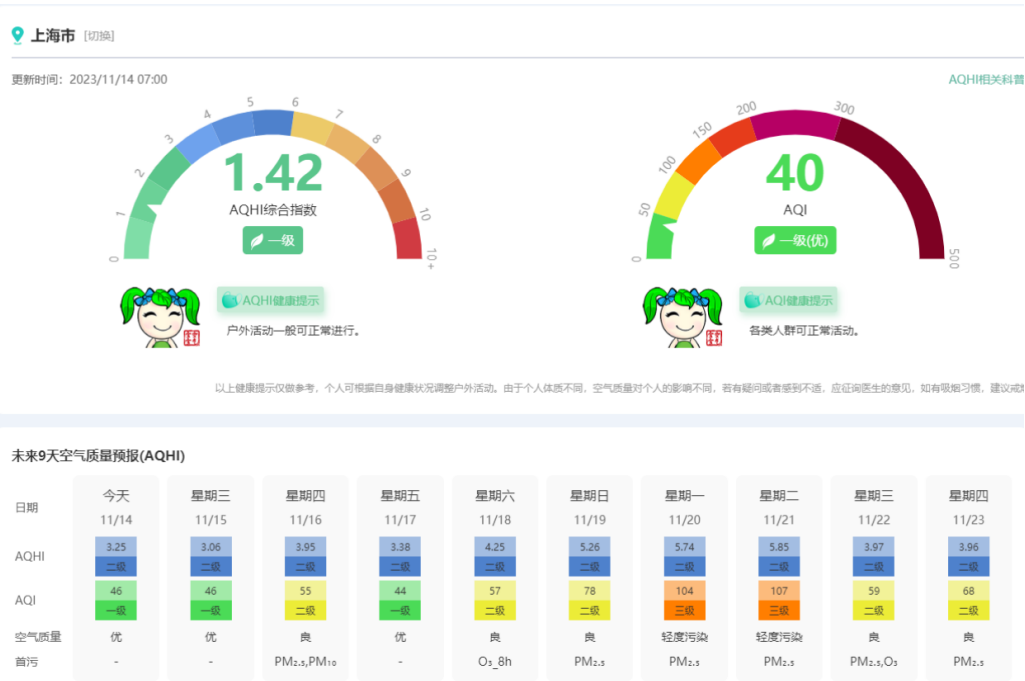 上海市 [切换]
更新时间：2023/11/14 07:00
AQHI相关科普
0 1 2 3 4 5 6 7 8 9 10 10+
1.42
AQHI综合指数
一级
0 50 100 150 200 300 500
40
AQI
一级(优)
AQHI健康提示
户外活动一般可正常进行。
AQI健康提示
各类人群可正常活动。
以上健康提示仅做参考，个人可根据自身健康状况调整户外活动。由于个人体质不同，空气质量对个人的影响不同，若有疑问或者感到不适，应征询医生的意见，如有吸烟习惯，建议戒烟
未来9天空气质量预报(AQHI)
日期 今天 星期三 星期四 星期五 星期六 星期日 星期一 星期二 星期三 星期四
11/14 11/15 11/16 11/17 11/18 11/19 11/20 11/21 11/22 11/23
AQHI 3.25 3.06 3.95 3.38 4.25 5.26 5.74 5.85 3.97 3.96
二级 二级 二级 二级 二级 二级 二级 二级 二级 二级
AQI 46 46 55 44 57 78 104 107 59 68
一级 一级 二级 一级 二级 二级 三级 三级 二级 二级
空气质量 优 优 良 优 良 良 轻度污染 轻度污染 良 良
首污 - - PM₂.₅,PM₁₀ - O₃_8h PM₂.₅ PM₂.₅ PM₂.₅ PM₂.₅,O₃ PM₂.₅